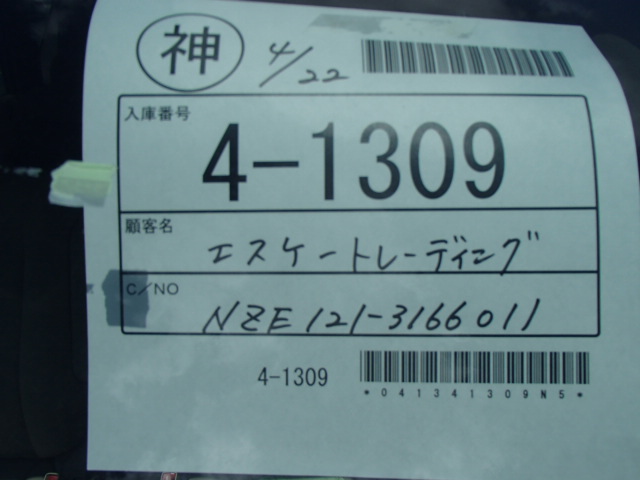 神 4/22
入庫番号
4-1309
顧客名
エスケートレーディング
C/NO
NZE121-3166011
4-1309
*041341309N5*